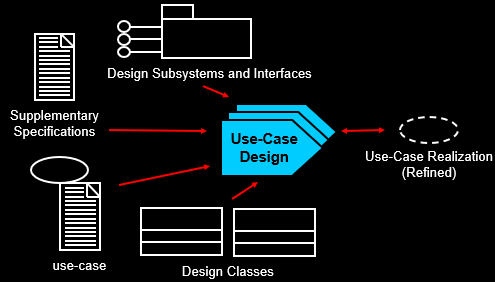 Design Subsystems and Interfaces
Supplementary
Specifications
Use-Case
Design
Use-Case Realization
(Refined)
use-case
Design Classes